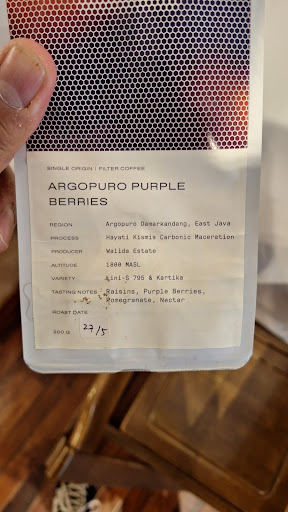 SINGLE ORIGIN | FILTER COFFEE
ARGOPURO PURPLE
BERRIES
REGION Argopuro Damarkandang, East Java
PROCESS Hayati Kismis Carbonic Maceration
PRODUCER Walida Estate
ALTITUDE 1800 MASL
VARIETY Lini-S 795 & Kartika
TASTING NOTES Raisins, Purple Berries,
Pomegrenate, Nectar
ROAST DATE
200 G 27/5